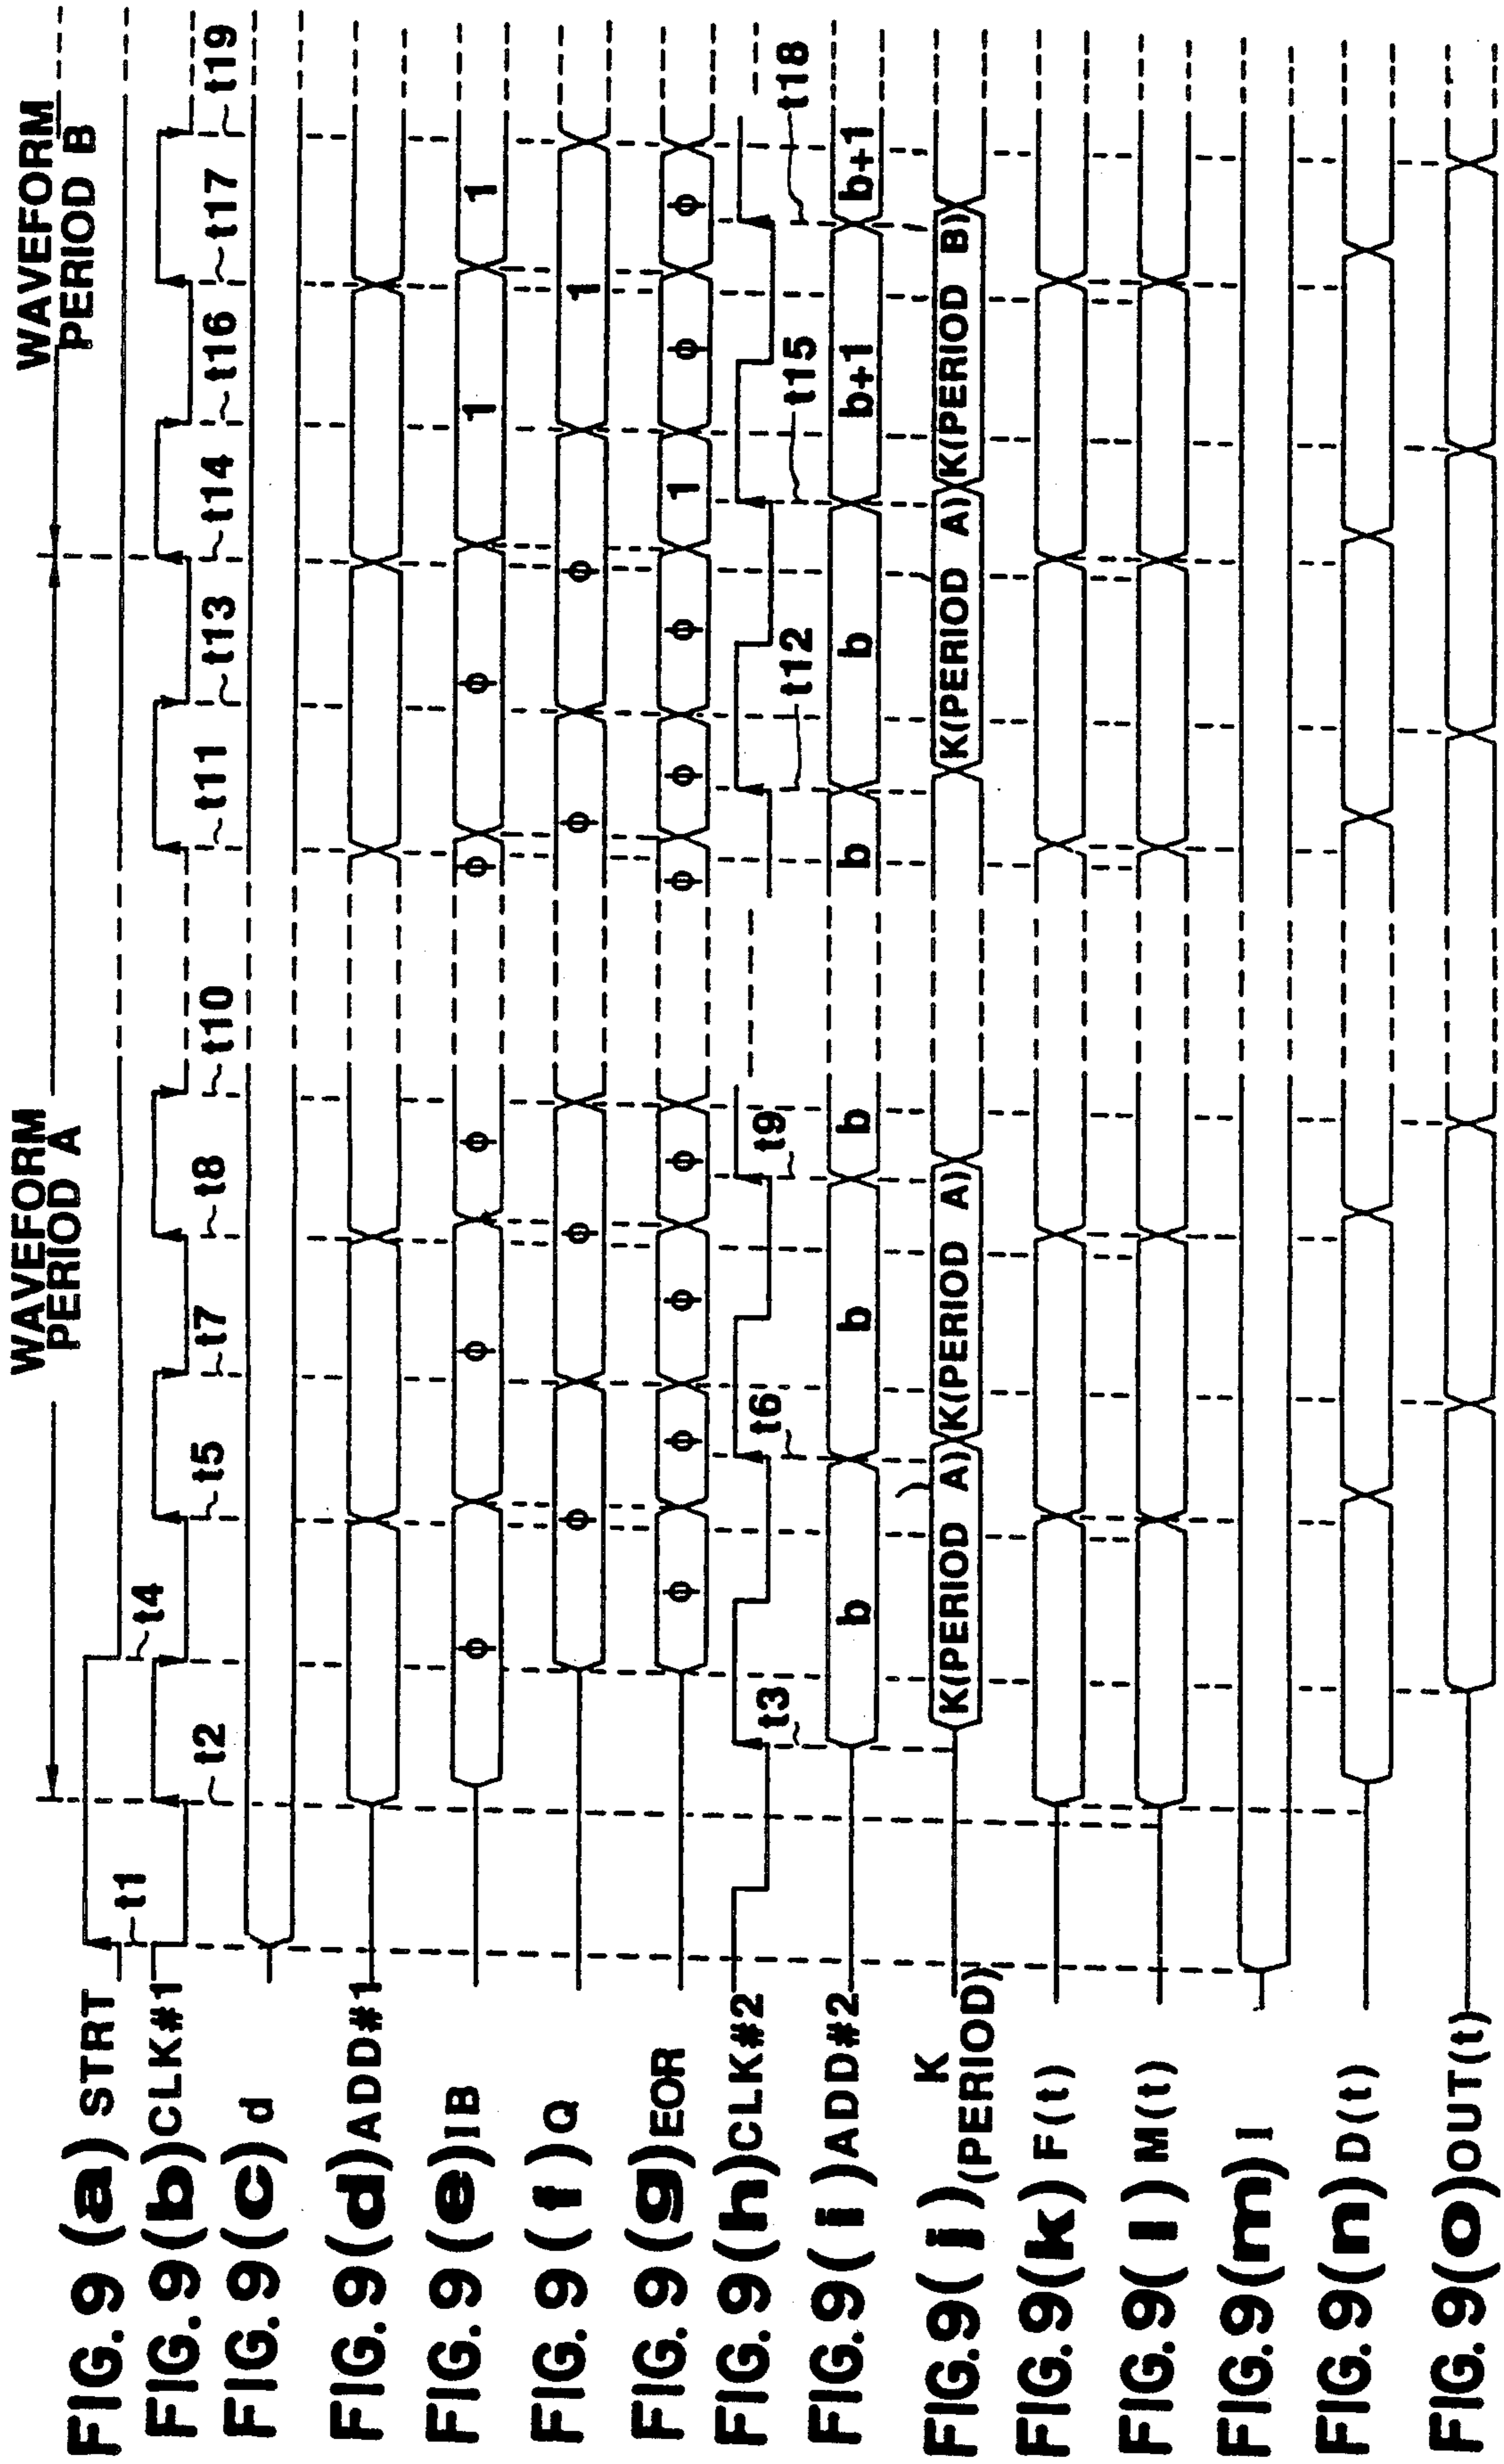 WAVEFORM
PERIOD A
WAVEFORM
PERIOD B
FIG. 9 (a) STRT
t1
t4
FIG. 9 (b) CLK#1
t2 t5 t7 t8 t10 t11 t13 t14 t16 t17 t19
FIG. 9 (c) d
FIG. 9 (d) ADD#1
FIG. 9 (e) IB
ϕ ϕ ϕ ϕ ϕ 1 1
FIG. 9 (f) Q
ϕ ϕ ϕ ϕ 1
FIG. 9 (g) EOR
ϕ ϕ ϕ ϕ ϕ ϕ ϕ 1 ϕ ϕ
FIG. 9 (h) CLK#2
t3 t6 t9 t12 t15 t18
FIG. 9 (i) ADD#2
b b b b b b+1 b+1
FIG. 9 (j) K
(PERIOD)
K(PERIOD A) K(PERIOD A) K(PERIOD A) K(PERIOD B)
FIG. 9 (k) F(t)
FIG. 9 (l) M(t)
FIG. 9 (m) I
FIG. 9 (n) D(t)
FIG. 9 (o) OUT(t)